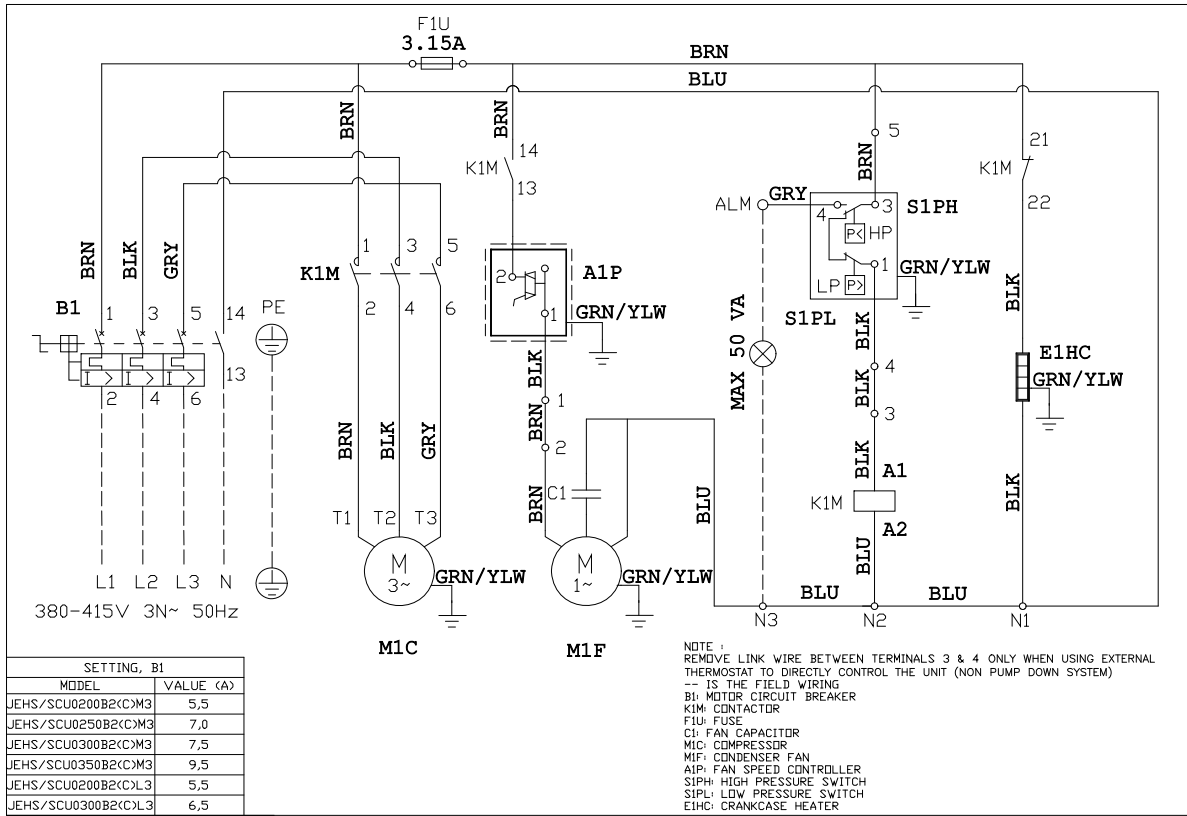 F1U
3.15A
BRN
BLU
BRN
BRN
5
BRN
14
K1M
13
21
K1M
22
ALM
GRY
4
3
S1PH
P<
HP
1
LP
P>
GRN/YLW
S1PL
BRN
BLK
GRY
B1
1
3
5
14
PE
I >
I >
I >
2
4
6
13
K1M
1
3
5
2
4
6
2
A1P
1
GRN/YLW
BLK
BRN
1
2
BRN
C1
BLK
4
BLK
3
BLK
A1
K1M
A2
BLU
MAX 50 VA
BLK
E1HC
GRN/YLW
BLK
BRN
BLK
GRY
T1
T2
T3
M
3~
GRN/YLW
M1C
M
1~
GRN/YLW
M1F
BLU
BLU
BLU
N3
N2
N1
L1
L2
L3
N
380-415V 3N~ 50Hz
SETTING, B1
MODEL VALUE (A)
JEHS/SCU0200B2(C)M3 5,5
JEHS/SCU0250B2(C)M3 7,0
JEHS/SCU0300B2(C)M3 7,5
JEHS/SCU0350B2(C)M3 9,5
JEHS/SCU0200B2(C)L3 5,5
JEHS/SCU0300B2(C)L3 6,5
NOTE :
REMOVE LINK WIRE BETWEEN TERMINALS 3 & 4 ONLY WHEN USING EXTERNAL
THERMOSTAT TO DIRECTLY CONTROL THE UNIT (NON PUMP DOWN SYSTEM)
-- IS THE FIELD WIRING
B1: MOTOR CIRCUIT BREAKER
K1M: CONTACTOR
F1U: FUSE
C1: FAN CAPACITOR
M1C: COMPRESSOR
M1F: CONDENSER FAN
A1P: FAN SPEED CONTROLLER
S1PH: HIGH PRESSURE SWITCH
S1PL: LOW PRESSURE SWITCH
E1HC: CRANKCASE HEATER